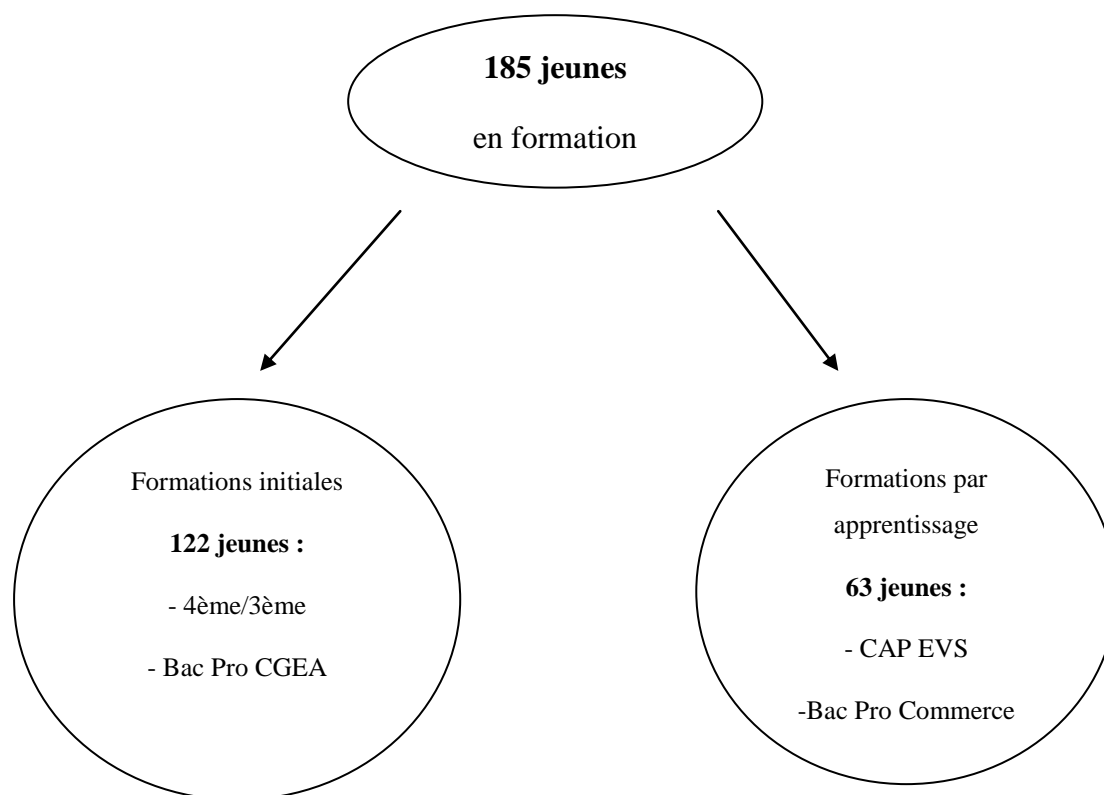 185 jeunes
en formation
Formations initiales
122 jeunes :
- 4ème/3ème
- Bac Pro CGEA
Formations par
apprentissage
63 jeunes :
- CAP EVS
-Bac Pro Commerce